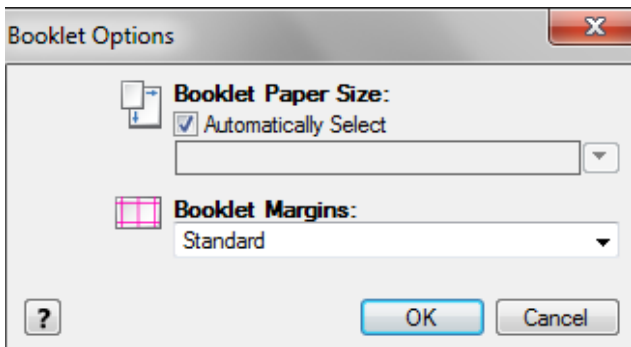 Booklet Options
X
Booklet Paper Size:
Automatically Select
Booklet Margins:
Standard
?
OK Cancel